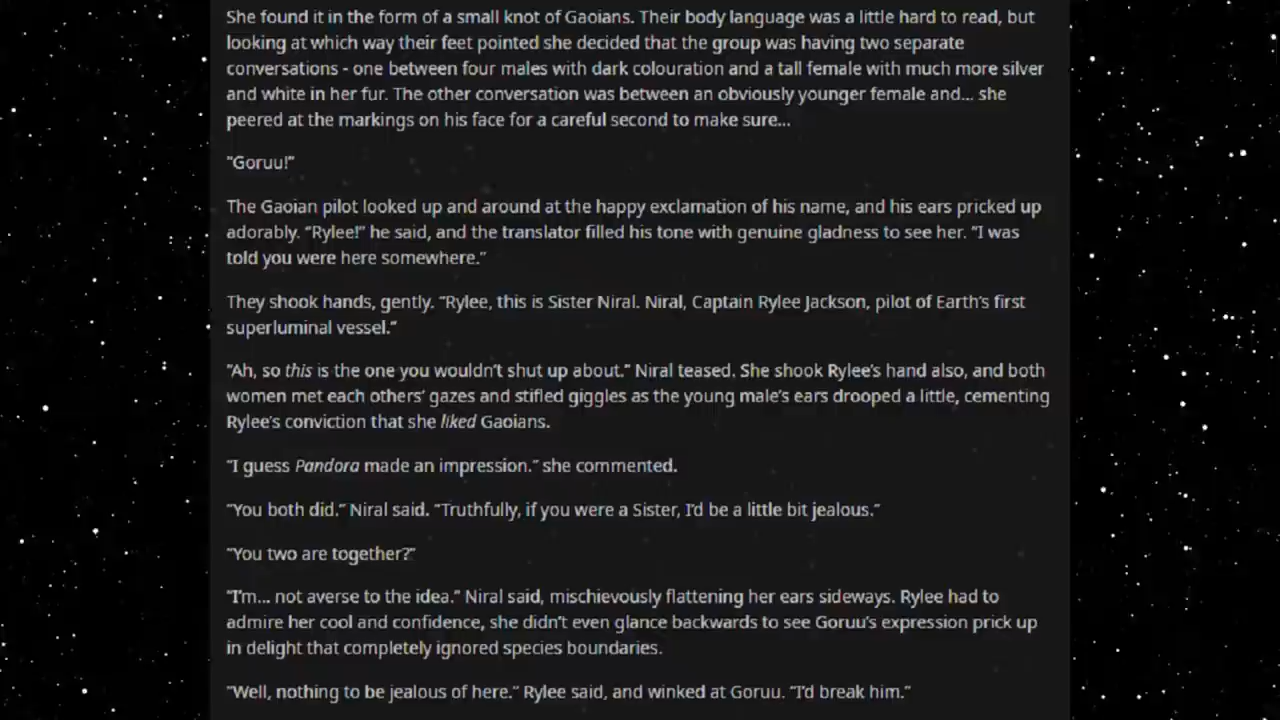 She found it in the form of a small knot of Gaoians. Their body language was a little hard to read, but
looking at which way their feet pointed she decided that the group was having two separate
conversations - one between four males with dark colouration and a tall female with much more silver
and white in her fur. The other conversation was between an obviously younger female and... she
peered at the markings on his face for a careful second to make sure...
“Goruu!”
The Gaoian pilot looked up and around at the happy exclamation of his name, and his ears pricked up
adorably. “Rylee!” he said, and the translator filled his tone with genuine gladness to see her. “I was
told you were here somewhere.”
They shook hands, gently. “Rylee, this is Sister Niral. Niral, Captain Rylee Jackson, pilot of Earth’s first
superluminal vessel.”
“Ah, so this is the one you wouldn’t shut up about.” Niral teased. She shook Rylee’s hand also, and both
women met each others’ gazes and stifled giggles as the young male’s ears drooped a little, cementing
Rylee’s conviction that she liked Gaoians.
“I guess Pandora made an impression.” she commented.
“You both did.” Niral said. “Truthfully, if you were a Sister, I’d be a little bit jealous.”
“You two are together?”
“I’m... not averse to the idea.” Niral said, mischievously flattening her ears sideways. Rylee had to
admire her cool and confidence, she didn’t even glance backwards to see Goruu’s expression prick up
in delight that completely ignored species boundaries.
“Well, nothing to be jealous of here.” Rylee said, and winked at Goruu. “I’d break him.”